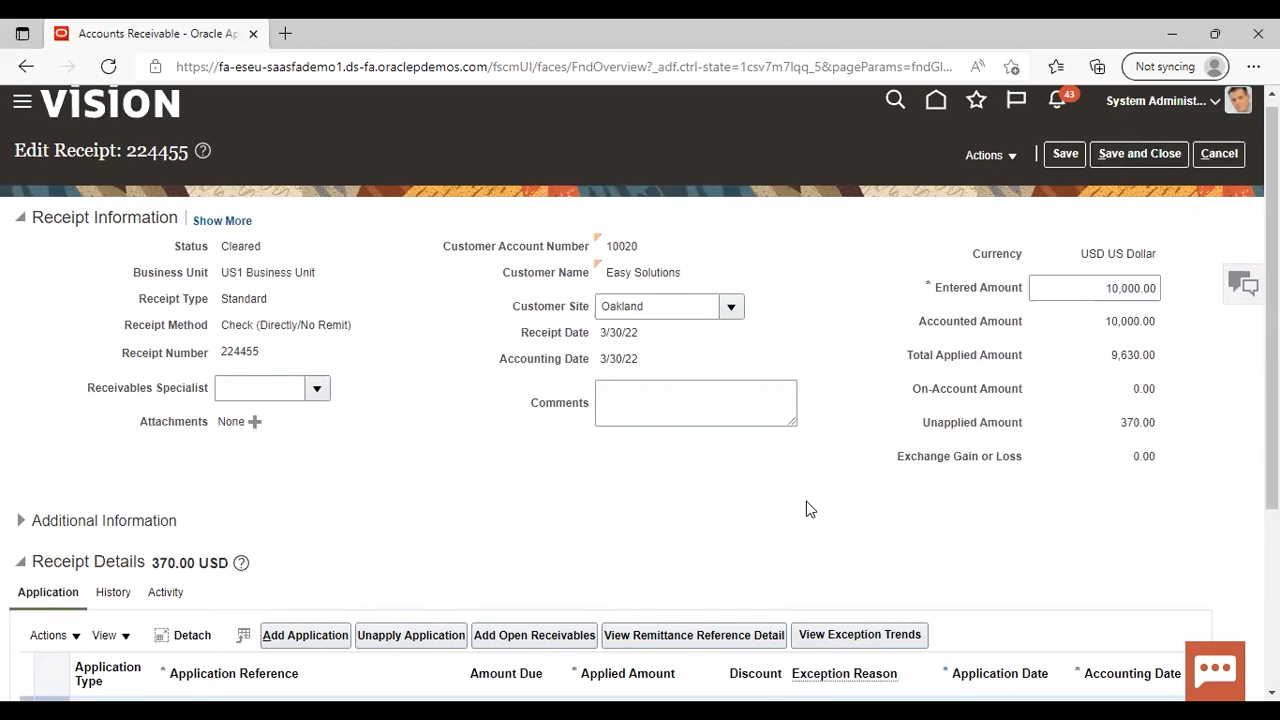 Accounts Receivable - Oracle Ap
https://fa-eseu-saasfademo1.ds-fa.oraclepdemos.com/fscmUI/faces/FndOverview?_adf.ctrl-state=1csv7m7lqq_5&pageParams=fndGl...
Not syncing
VISION
43
System Administ...
Edit Receipt: 224455
Actions
Save
Save and Close
Cancel
Receipt Information
Show More
Status Cleared
Business Unit US1 Business Unit
Receipt Type Standard
Receipt Method Check (Directly/No Remit)
Receipt Number 224455
Receivables Specialist
Attachments None
Customer Account Number 10020
Customer Name Easy Solutions
Customer Site Oakland
Receipt Date 3/30/22
Accounting Date 3/30/22
Comments
Currency USD US Dollar
* Entered Amount 10,000.00
Accounted Amount 10,000.00
Total Applied Amount 9,630.00
On-Account Amount 0.00
Unapplied Amount 370.00
Exchange Gain or Loss 0.00
Additional Information
Receipt Details 370.00 USD
Application History Activity
Actions View Detach Add Application Unapply Application Add Open Receivables View Remittance Reference Detail View Exception Trends
Application Type * Application Reference Amount Due * Applied Amount Discount Exception Reason * Application Date * Accounting Date